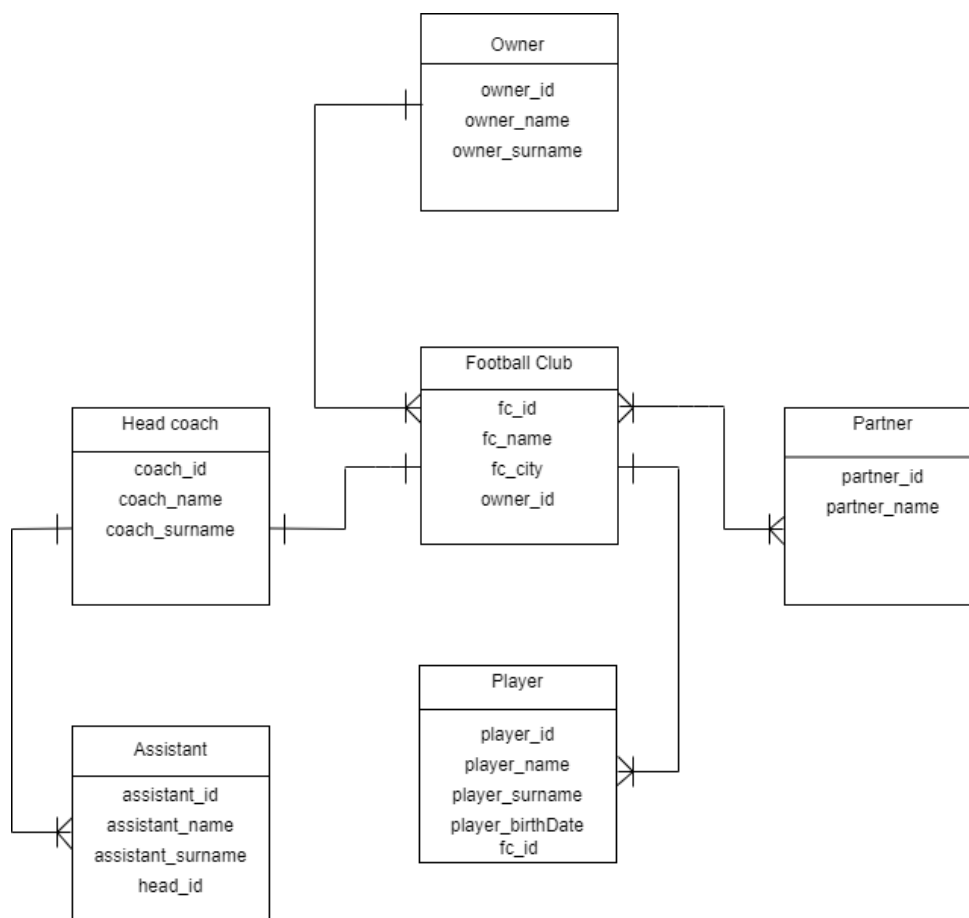 Owner
owner_id
owner_name
owner_surname
Football Club
fc_id
fc_name
fc_city
owner_id
Head coach
coach_id
coach_name
coach_surname
Partner
partner_id
partner_name
Player
player_id
player_name
player_surname
player_birthDate
fc_id
Assistant
assistant_id
assistant_name
assistant_surname
head_id